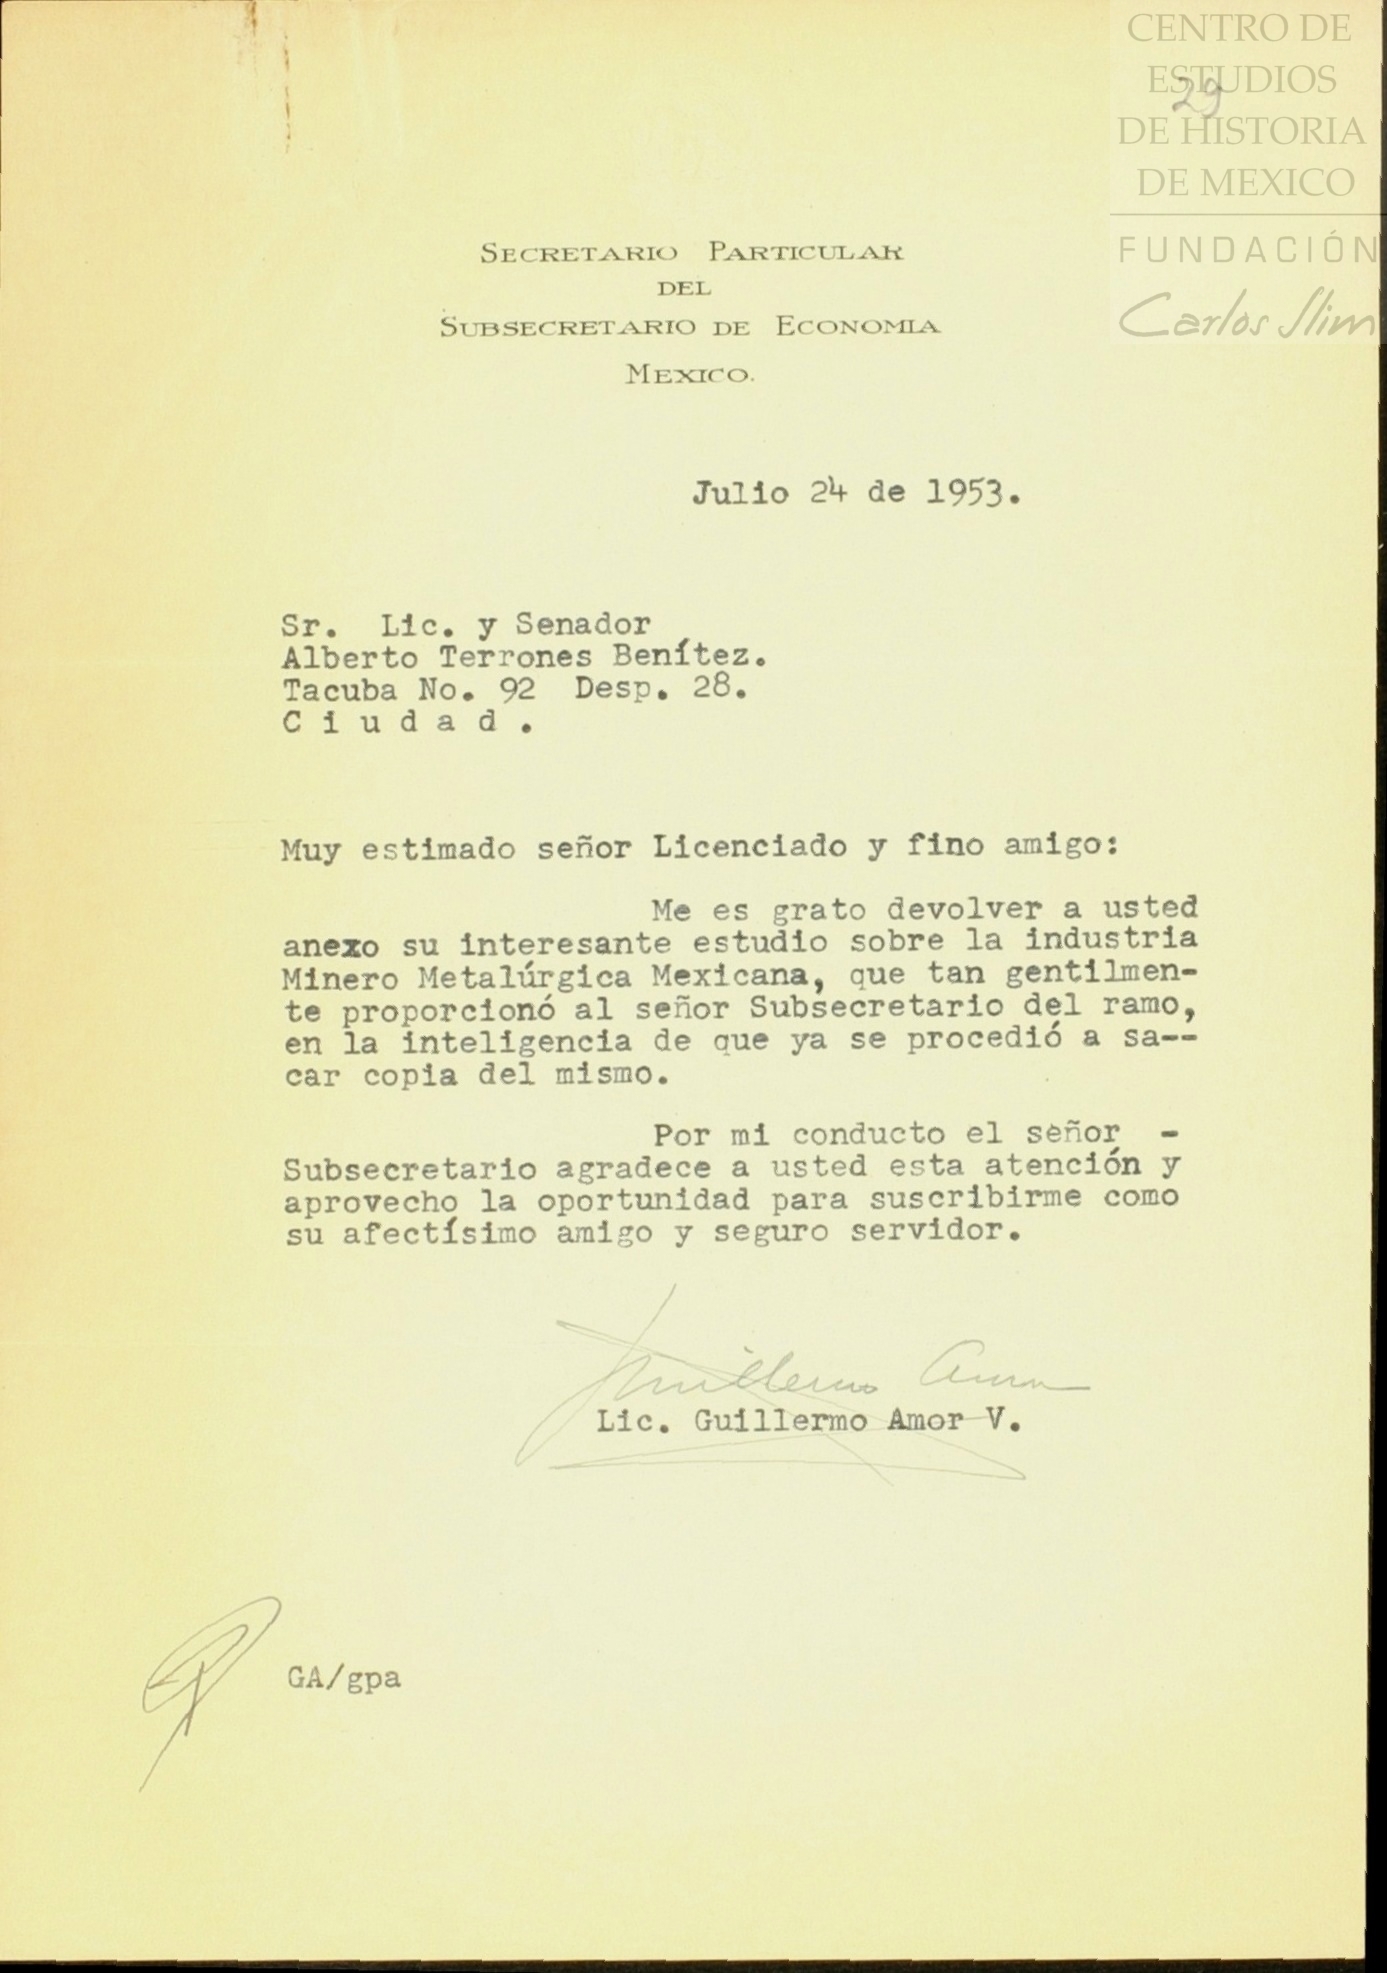 CENTRO DE
ESTUDIOS
29
DE HISTORIA
DE MEXICO
FUNDACIÓN
Carlos Slim
SECRETARIO PARTICULAR
DEL
SUBSECRETARIO DE ECONOMIA
MEXICO.
Julio 24 de 1953.
Sr. Lic. y Senador
Alberto Terrones Benítez.
Tacuba No. 92 Desp. 28.
C i u d a d .
Muy estimado señor Licenciado y fino amigo:
Me es grato devolver a usted
anexo su interesante estudio sobre la industria
Minero Metalúrgica Mexicana, que tan gentilmen-
te proporcionó al señor Subsecretario del ramo,
en la inteligencia de que ya se procedió a sa--
car copia del mismo.
Por mi conducto el señor -
Subsecretario agradece a usted esta atención y
aprovecho la oportunidad para suscribirme como
su afectísimo amigo y seguro servidor.
Guillermo Amor
Lic. Guillermo Amor V.
GA/gpa